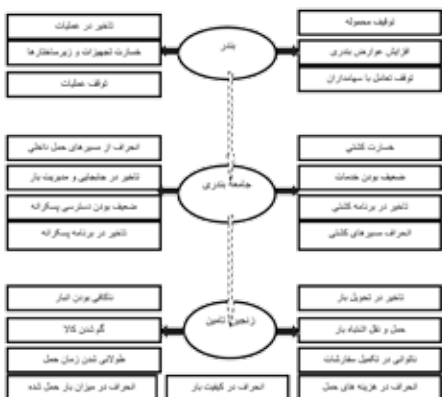 توقیف محموله
افزایش عوارض بندری
توقف تعامل با سهامداران
بندر
تاخیر در عملیات
خسارت تجهیزات و زیرساختارها
توقف عملیات
خسارت کشتی
ضعیف بودن خدمات
تاخیر در برنامه کشتی
انحراف مسیرهای کشتی
جامعه بندری
انحراف از مسیرهای حمل داخلی
تاخیر در جابجایی و مدیریت بار
ضعیف بودن دسترسی پسکرانه
تاخیر در برنامه پسکرانه
تاخیر در تحویل بار
حمل و نقل اشتباه بار
ناتوانی در تکمیل سفارشات
انحراف در هزینه های حمل
زنجیره تامین
ناکافی بودن انبار
گم شدن کالا
طولانی شدن زمان حمل
انحراف در میزان بار حمل شده
انحراف در کیفیت بار